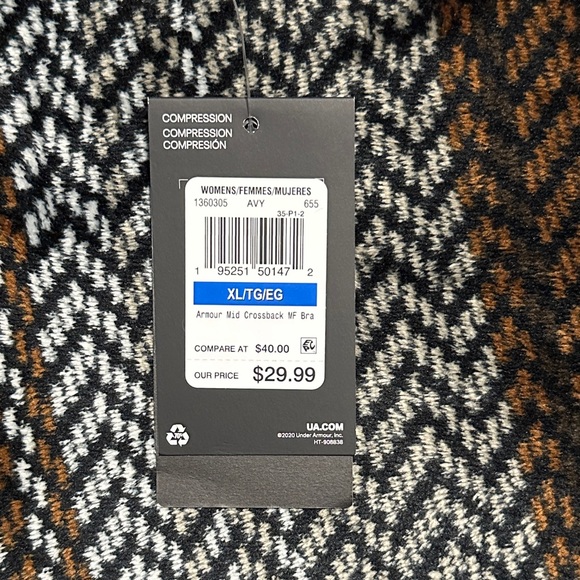 COMPRESSION
COMPRESSION
COMPRESIÓN
WOMENS/FEMMES/MUJERES
1360305 AVY 655
35-P1-2
1 95251 50147 2
XL/TG/EG
Armour Mid Crossback MF Bra
COMPARE AT $40.00
OUR PRICE $29.99
UA.COM
©2020 Under Armour, Inc.
HT-908838